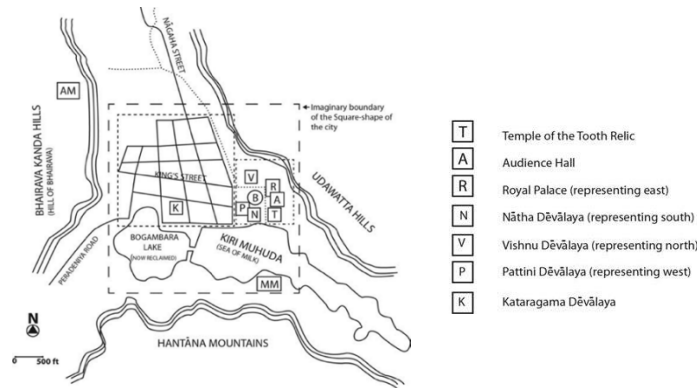 NÄGAHA STREET
AM
Imaginary boundary
of the Square-shape of
the city
BHAIRAVA KANDA HILLS
(HILL OF BHAIRAVA)
UDAWATTA HILLS
KING'S STREET
V
R
B
A
K
P
N
T
BOGAMBARA
LAKE
(NOW RECLAIMED)
KIRI MUHUDA
(SEA OF MILK)
PERADENIYA ROAD
MM
N
0 500 ft
HANTÂNA MOUNTAINS
T Temple of the Tooth Relic
A Audience Hall
R Royal Palace (representing east)
N Nātha Dēvālaya (representing south)
V Vishnu Dēvālaya (representing north)
P Pattini Dēvālaya (representing west)
K Kataragama Dēvālaya